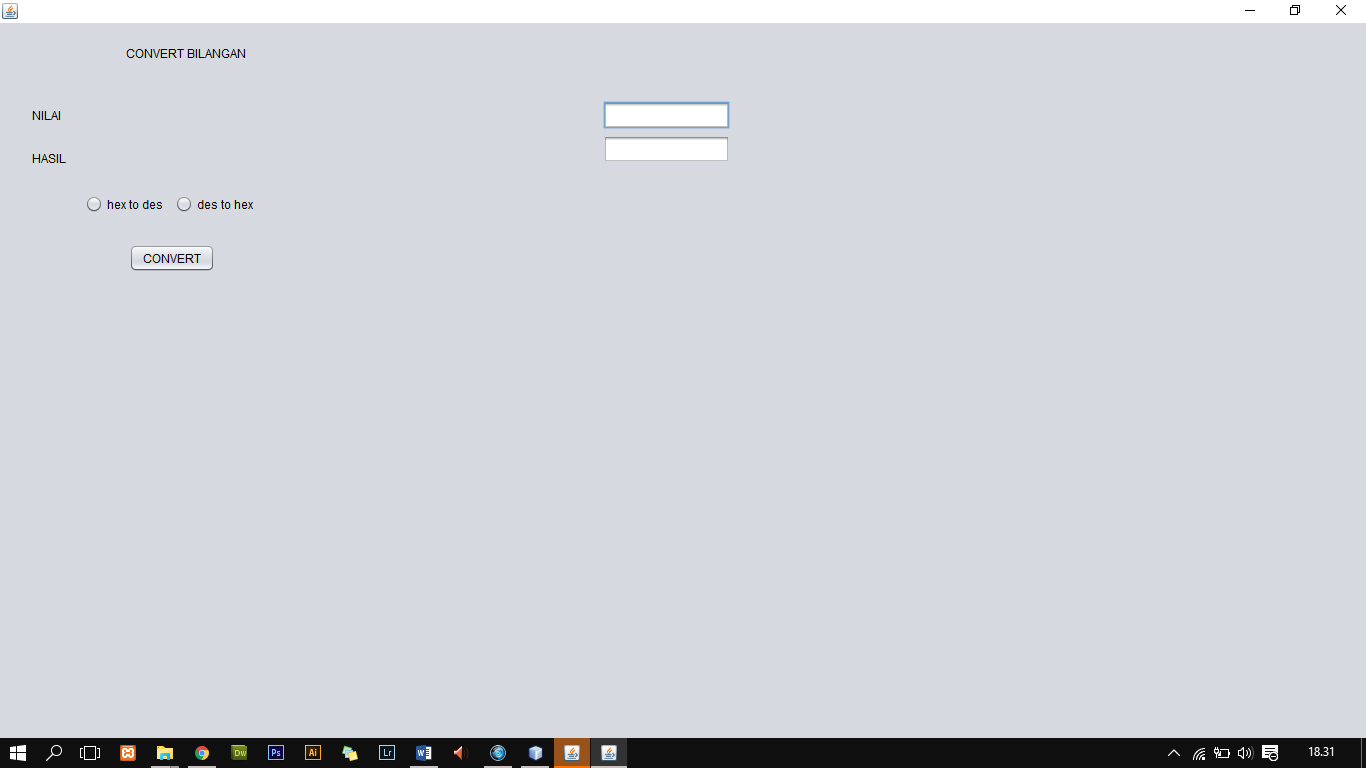 CONVERT BILANGAN
NILAI
HASIL
hex to des des to hex
CONVERT
Dw Ps Ai Lr W 18.31